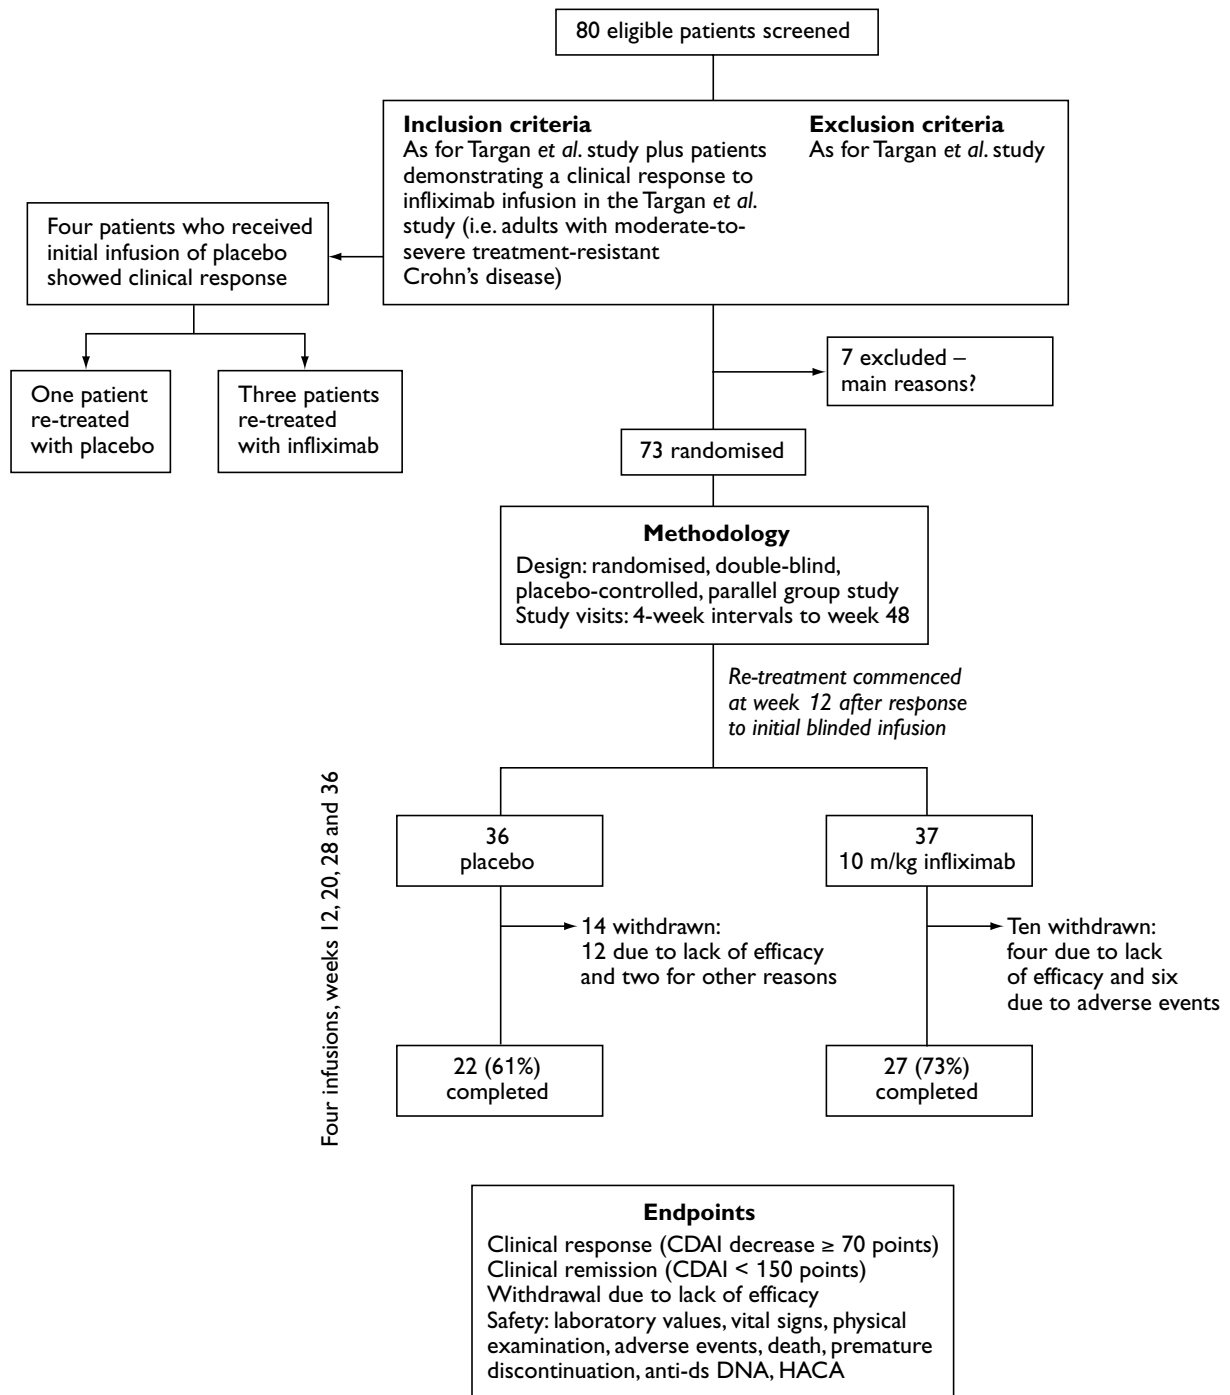 80 eligible patients screened
Inclusion criteria
As for Targan et al. study plus patients
demonstrating a clinical response to
infliximab infusion in the Targan et al.
study (i.e. adults with moderate-to-
severe treatment-resistant
Crohn's disease)
Exclusion criteria
As for Targan et al. study
Four patients who received
initial infusion of placebo
showed clinical response
One patient
re-treated
with placebo
Three patients
re-treated
with infliximab
7 excluded –
main reasons?
73 randomised
Methodology
Design: randomised, double-blind,
placebo-controlled, parallel group study
Study visits: 4-week intervals to week 48
Re-treatment commenced
at week 12 after response
to initial blinded infusion
Four infusions, weeks 12, 20, 28 and 36
36
placebo
37
10 m/kg infliximab
14 withdrawn:
12 due to lack of efficacy
and two for other reasons
Ten withdrawn:
four due to lack
of efficacy and six
due to adverse events
22 (61%)
completed
27 (73%)
completed
Endpoints
Clinical response (CDAI decrease ≥ 70 points)
Clinical remission (CDAI < 150 points)
Withdrawal due to lack of efficacy
Safety: laboratory values, vital signs, physical
examination, adverse events, death, premature
discontinuation, anti-ds DNA, HACA